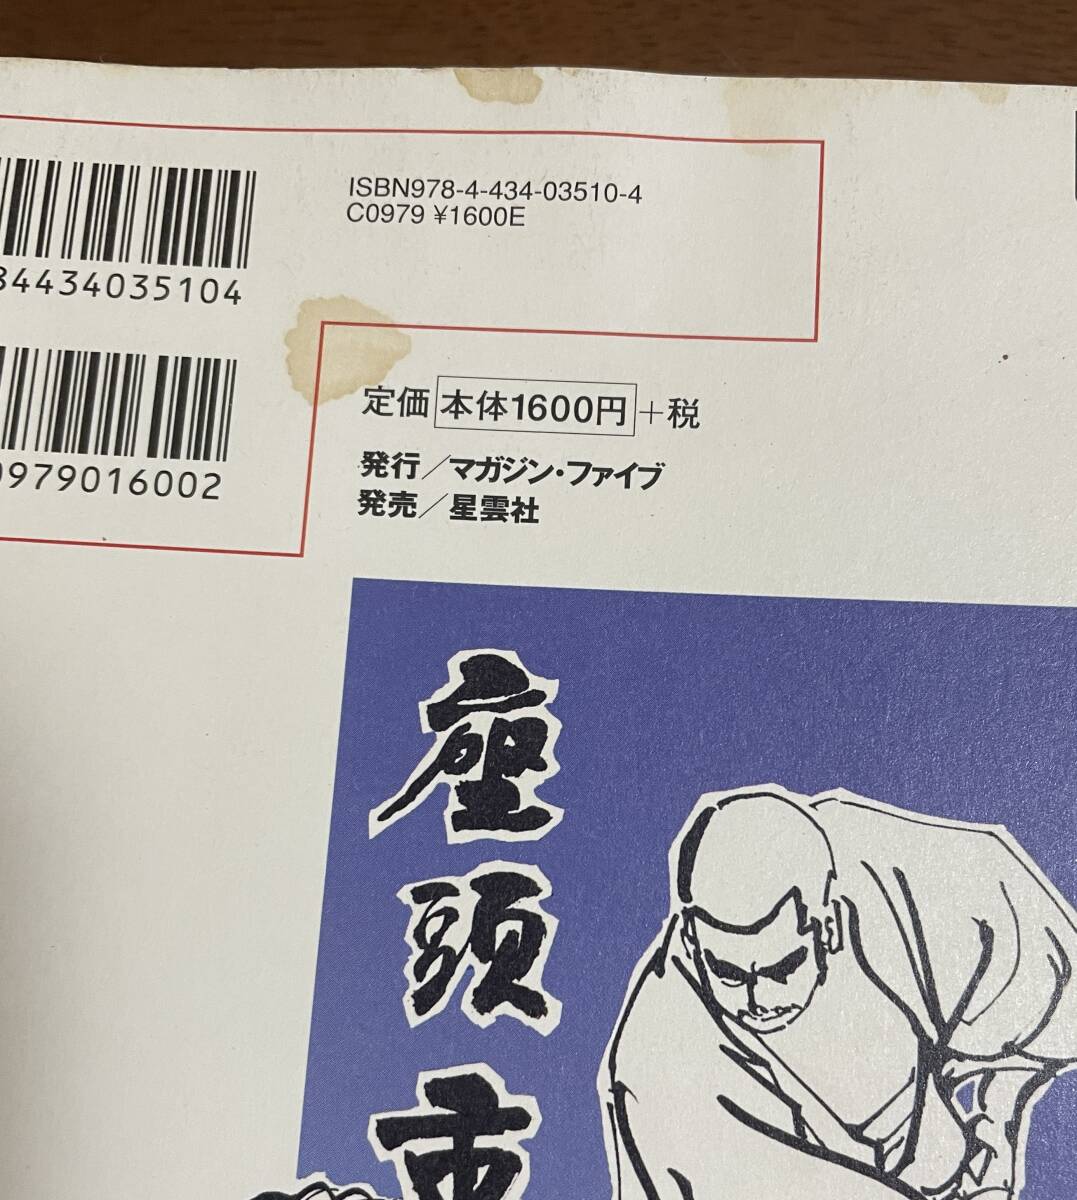 ISBN978-4-434-03510-4
C0979 ¥1600E
84434035104
0979016002
定価 本体1600円+税
発行/マガジン・ファイブ
発売/星雲社
座頭市